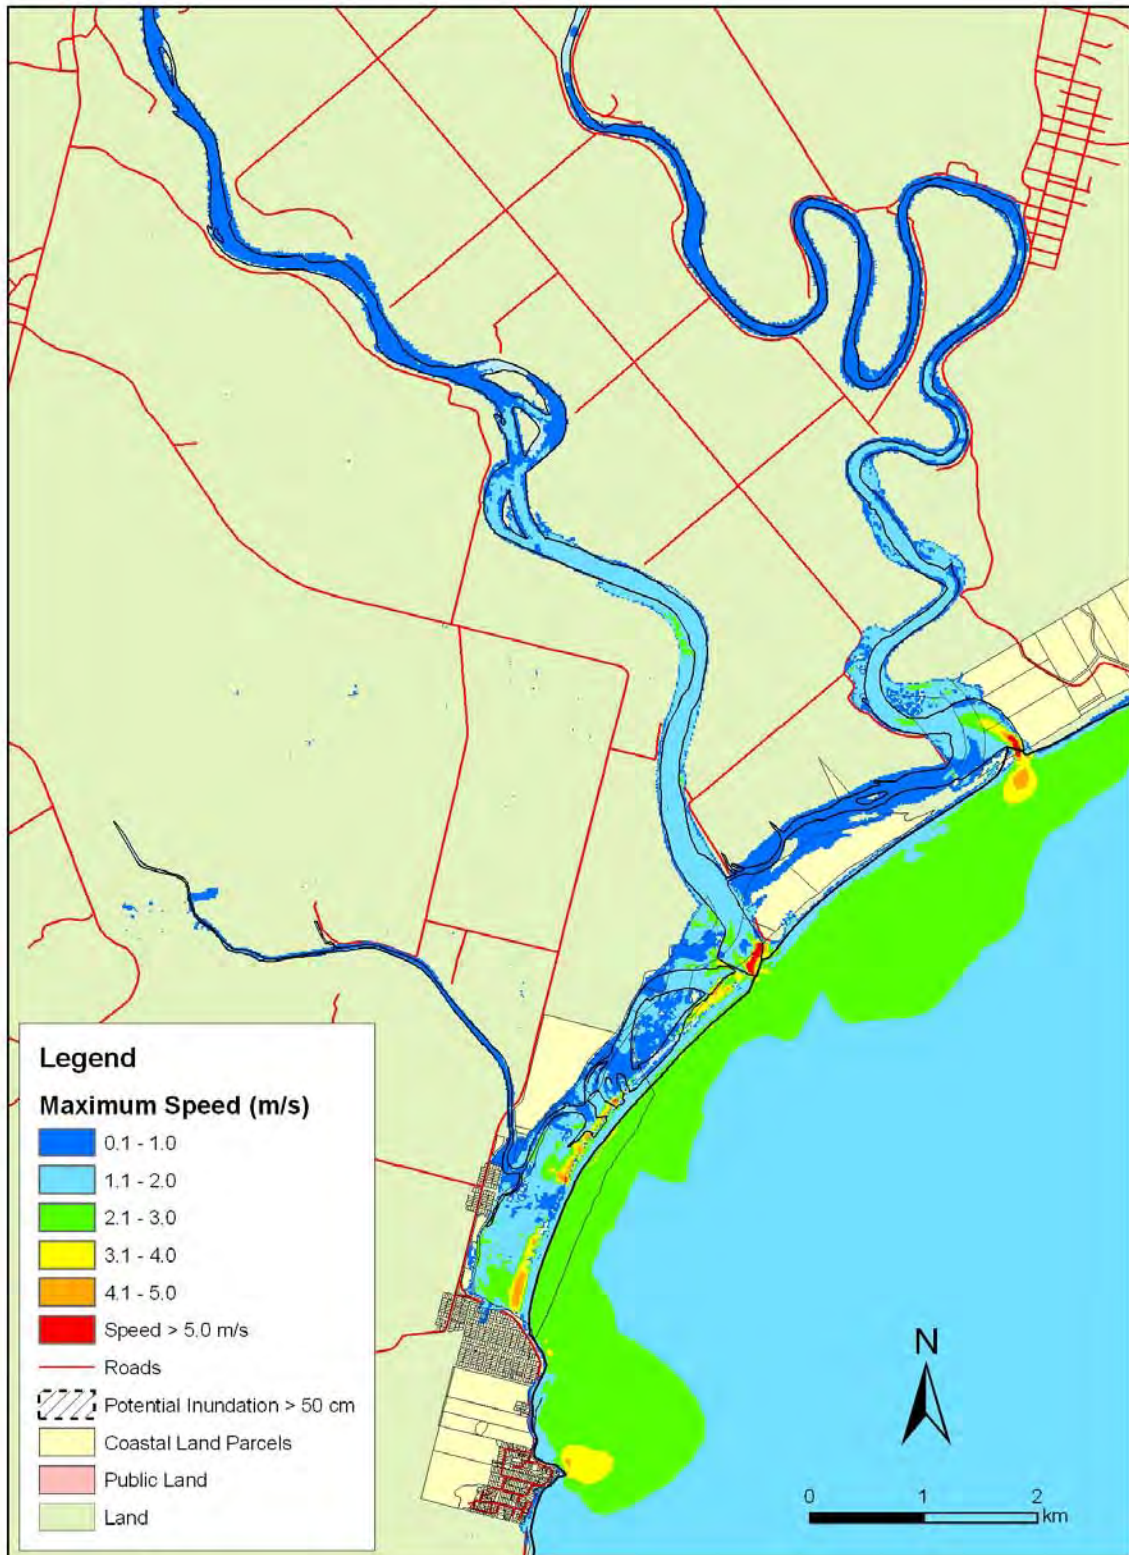 Legend
Maximum Speed (m/s)
0.1 - 1.0
1.1 - 2.0
2.1 - 3.0
3.1 - 4.0
4.1 - 5.0
Speed > 5.0 m/s
Roads
Potential Inundation > 50 cm
Coastal Land Parcels
Public Land
Land
N
0 1 2
km